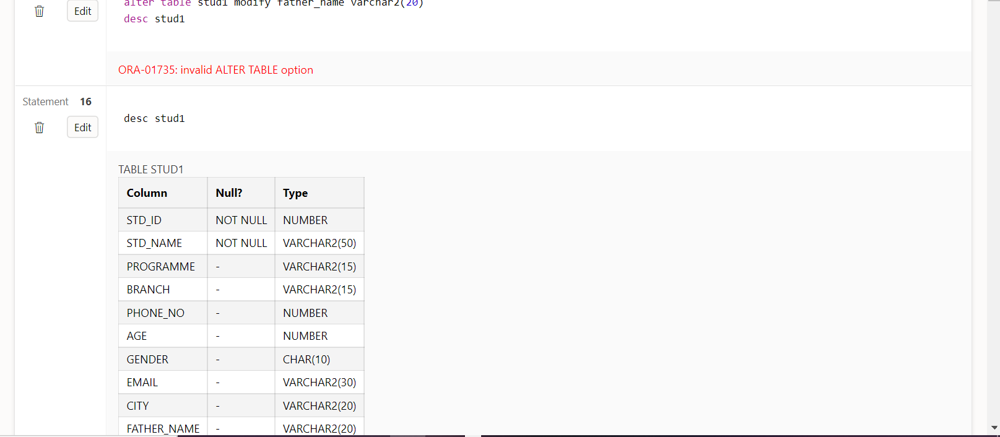 alter table stud1 modify father_name varchar2(20)
Edit
desc stud1
ORA-01735: invalid ALTER TABLE option
Statement 16
desc stud1
Edit
TABLE STUD1
Column Null? Type
STD_ID NOT NULL NUMBER
STD_NAME NOT NULL VARCHAR2(50)
PROGRAMME - VARCHAR2(15)
BRANCH - VARCHAR2(15)
PHONE_NO - NUMBER
AGE - NUMBER
GENDER - CHAR(10)
EMAIL - VARCHAR2(30)
CITY - VARCHAR2(20)
FATHER_NAME - VARCHAR2(20)